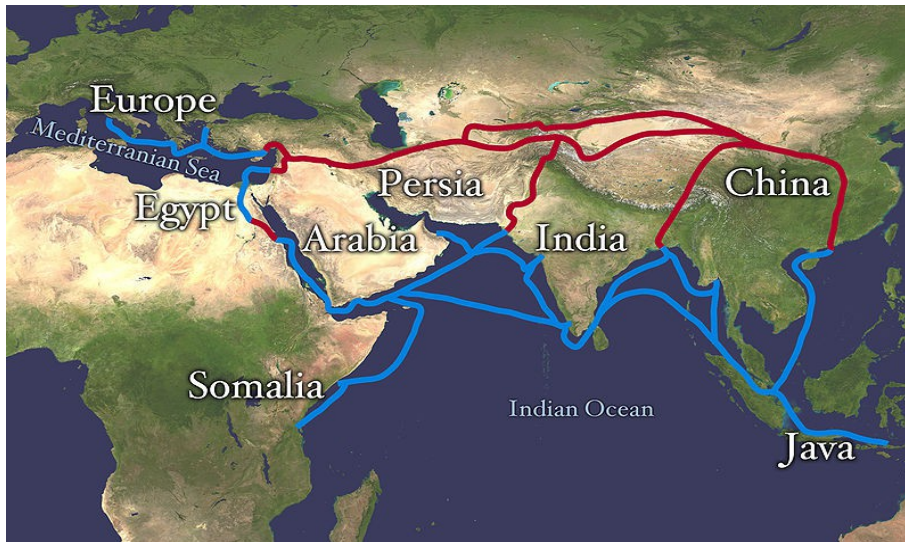 Europe
Mediterranean Sea
Egypt
Persia
China
Arabia
India
Somalia
Indian Ocean
Java